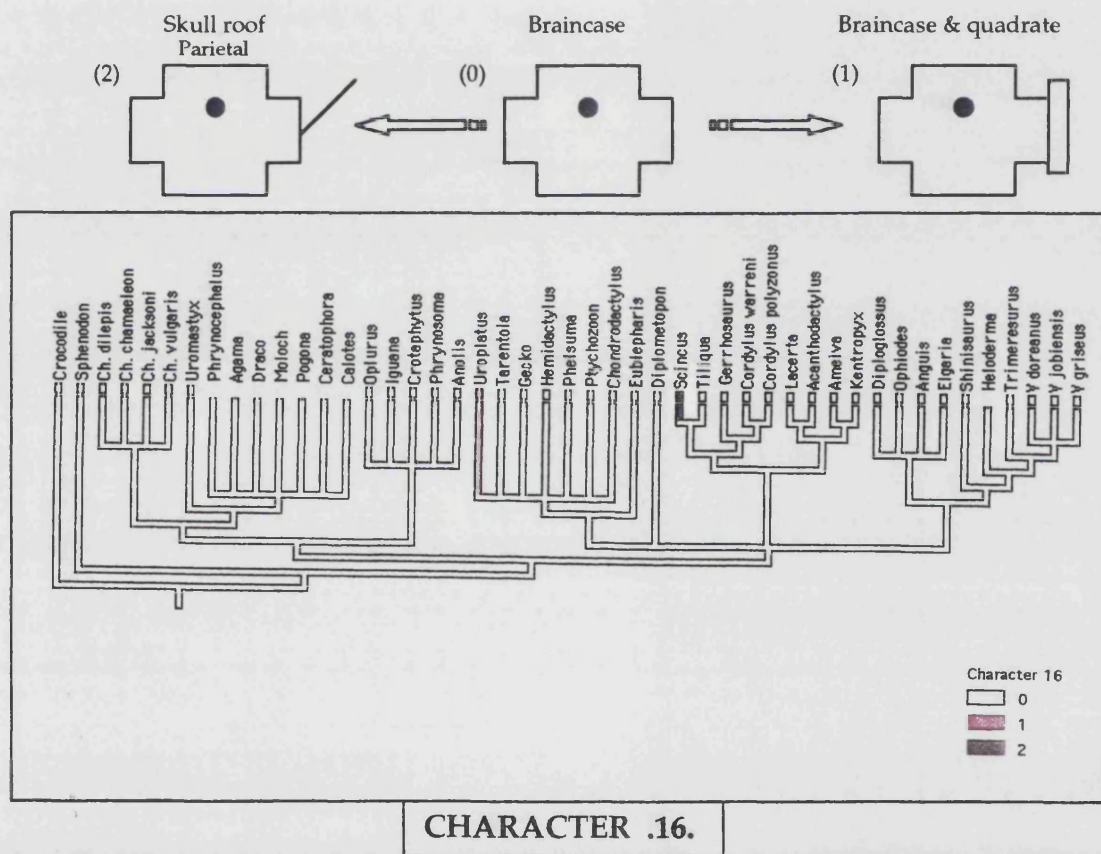 Skull roof
Parietal
Braincase
Braincase & quadrate
(2)
(0)
(1)
Crocodile
Sphenodon
Ch. dilepis
Ch. chamaeleon
Ch. jacksoni
Ch. vulgaris
Uromastyx
Phrynocephalus
Agama
Draco
Moloch
Pogona
Ceratophora
Calotes
Oplurus
Iguana
Crotaphytus
Phrynosoma
Anolis
Uroplatus
Tarentola
Gecko
Hemidactylus
Phelsuma
Ptychozoon
Chondrodactylus
Eublepharis
Diplometopon
Scincus
Tiliqua
Gerrhosaurus
Cordylus warreni
Cordylus polyzonus
Lacerta
Acanthodactylus
Ameiva
Kentropyx
Diploglossus
Ophiodes
Anguis
Elgaria
Shinisaurus
Heloderma
Trimeresurus
V doreanus
V jobiensis
V griseus
Character 16
0
1
2
CHARACTER .16.